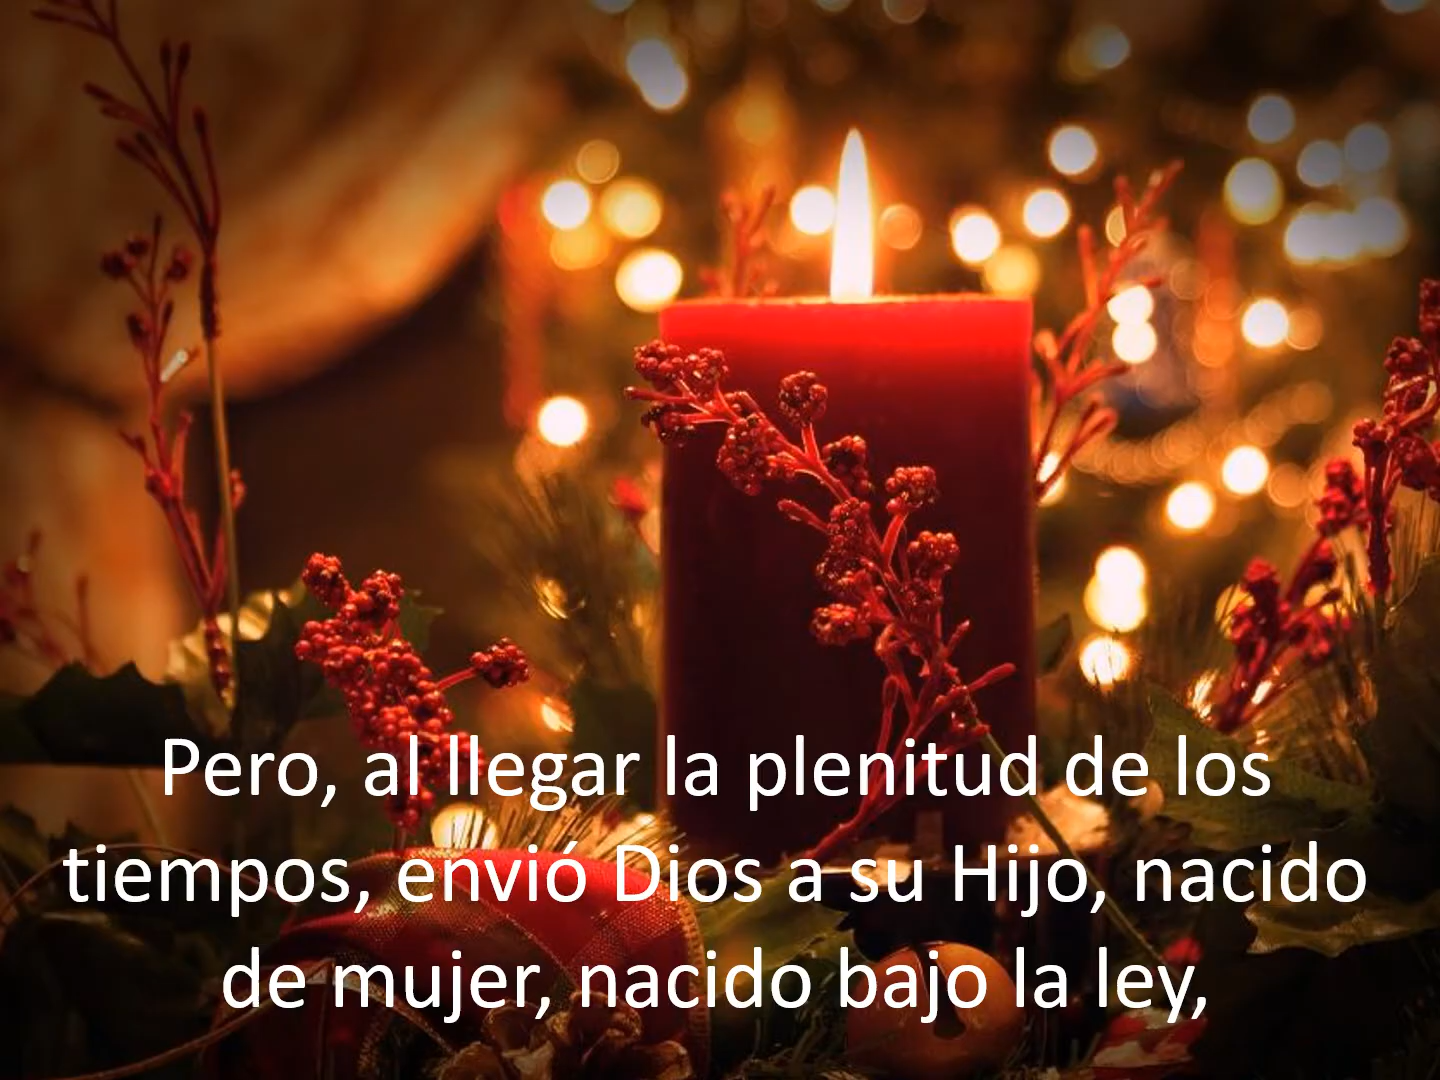 Pero, al llegar la plenitud de los
tiempos, envió Dios a su Hijo, nacido
de mujer, nacido bajo la ley,